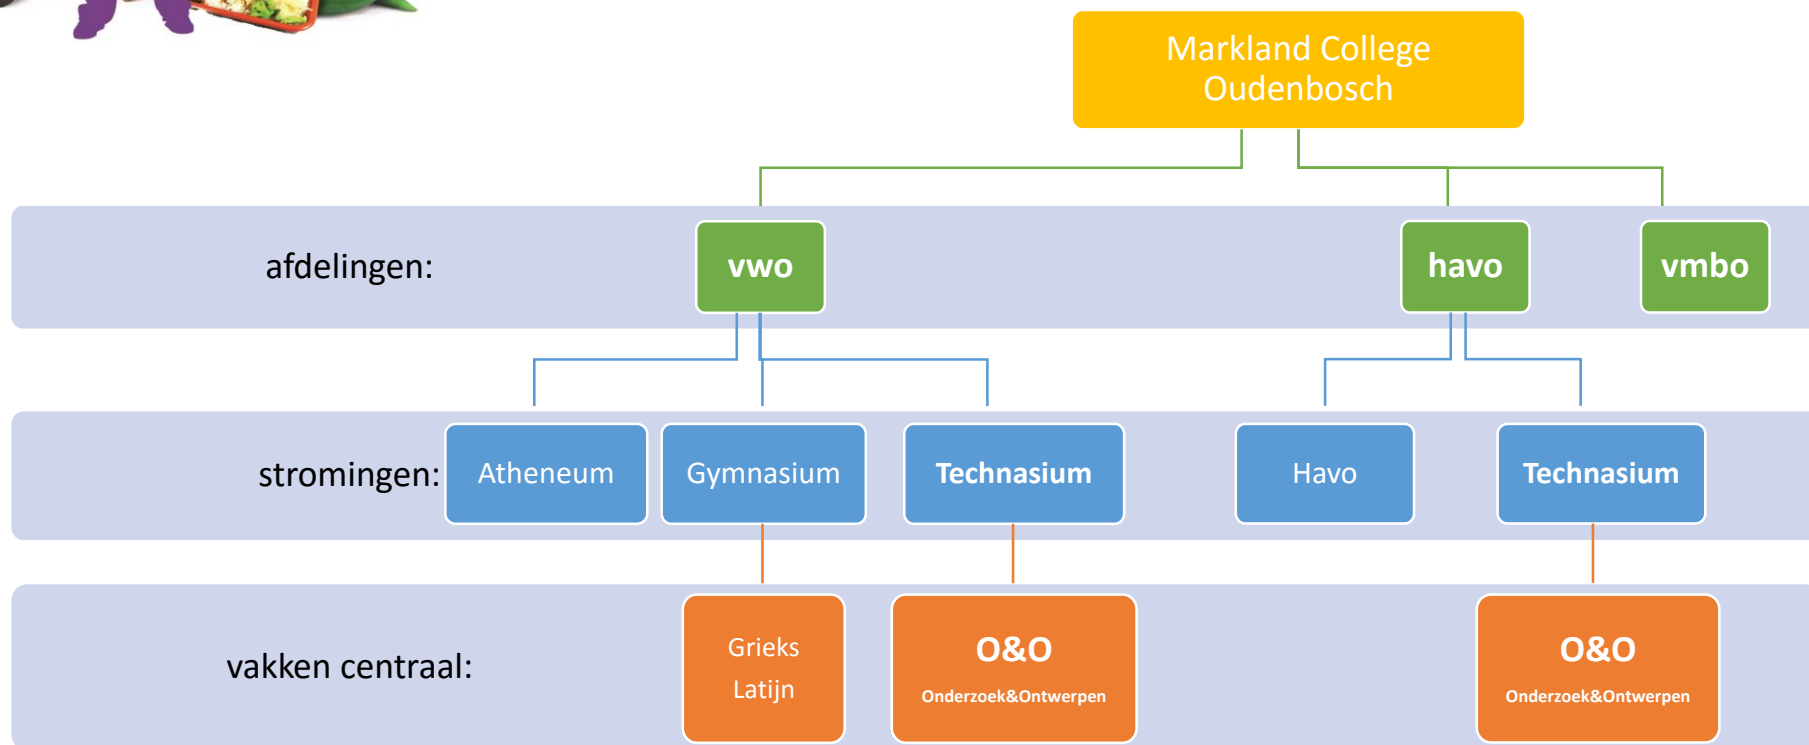 Markland College
Oudenbosch
afdelingen:
vwo
havo
vmbo
stromingen:
Atheneum
Gymnasium
Technasium
Havo
Technasium
vakken centraal:
Grieks
Latijn
O&O
Onderzoek&Ontwerpen
O&O
Onderzoek&Ontwerpen